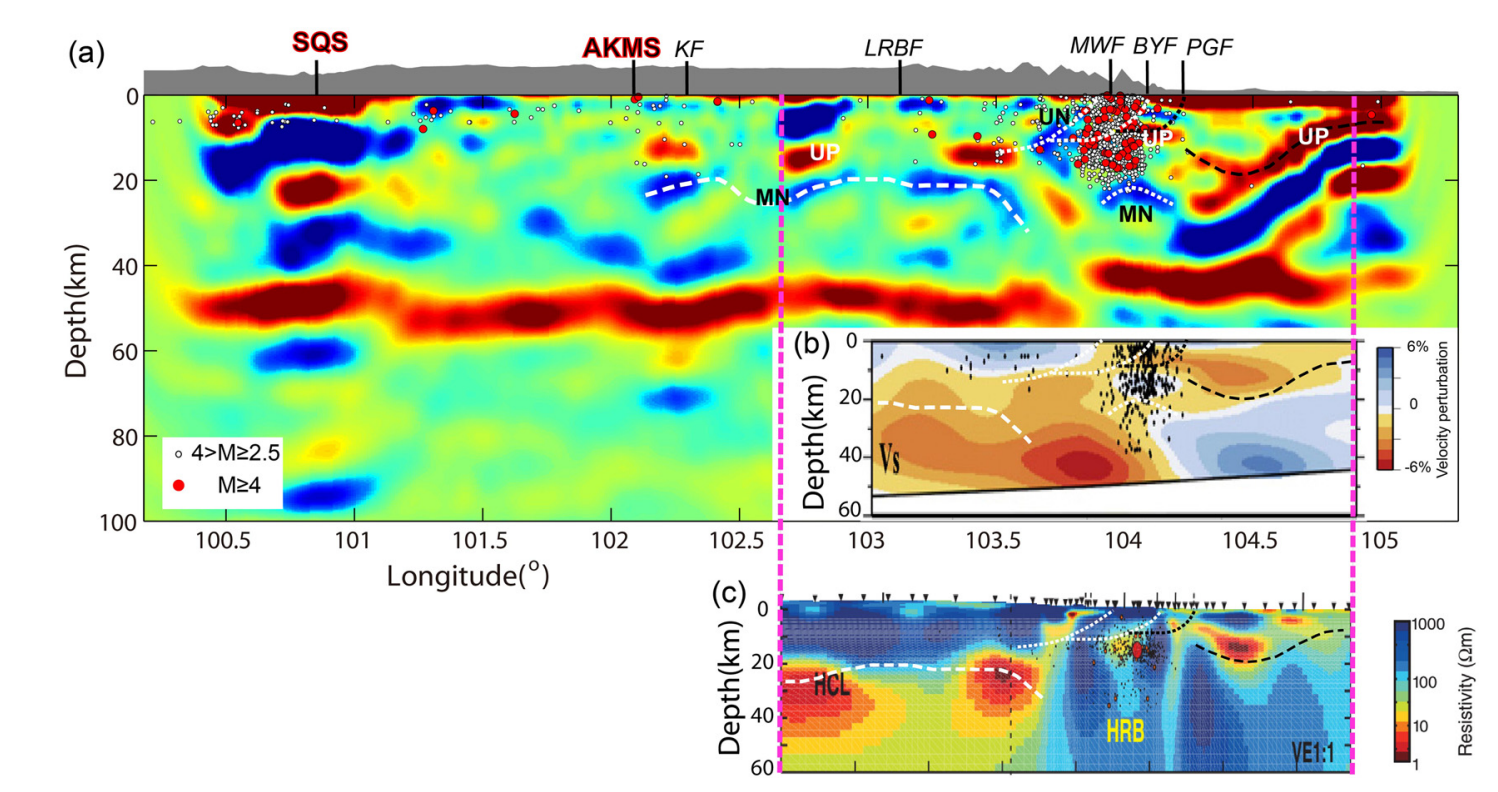 (a)
SQS
AKMS KF
LRBF
MWF BYF PGF
0
20
40
60
80
100
Depth(km)
UN
UP
UP
UP
MN
MN
4>M≥2.5
M≥4
100.5 101 101.5 102 102.5 103 103.5 104 104.5 105
Longitude(°)
(b)
0
20
40
60
Depth(km)
Vs
6%
0
-6%
Velocity perturbation
(c)
0
20
40
60
Depth(km)
HCL
HRB
VE1:1
1000
100
10
1
Resistivity (Ωm)